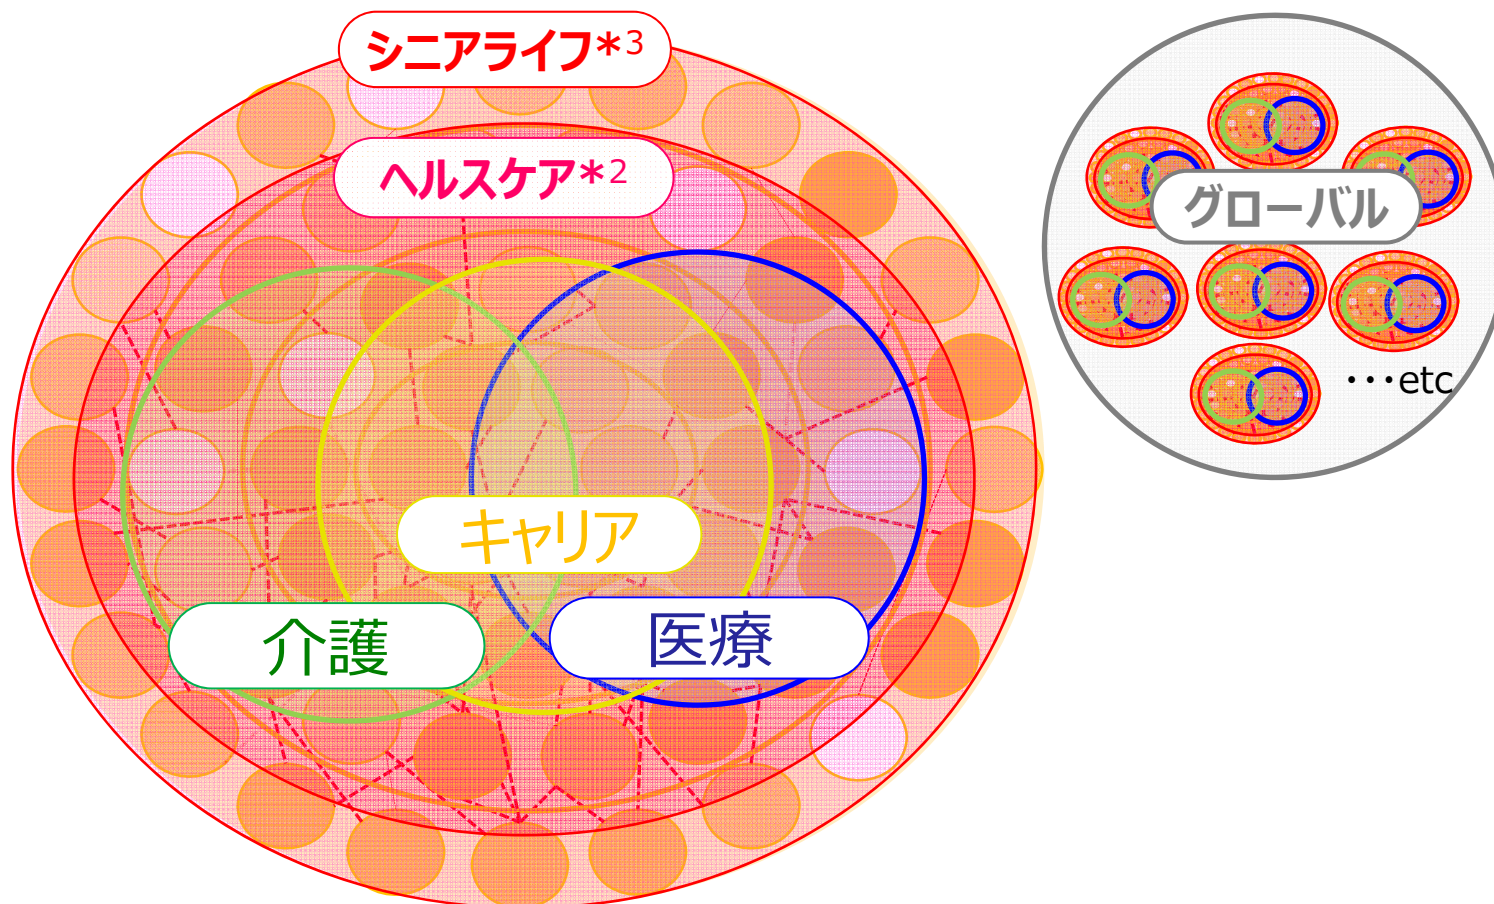 シニアライフ*3
ヘルスケア*2
キャリア
介護
医療
グローバル
･･･etc